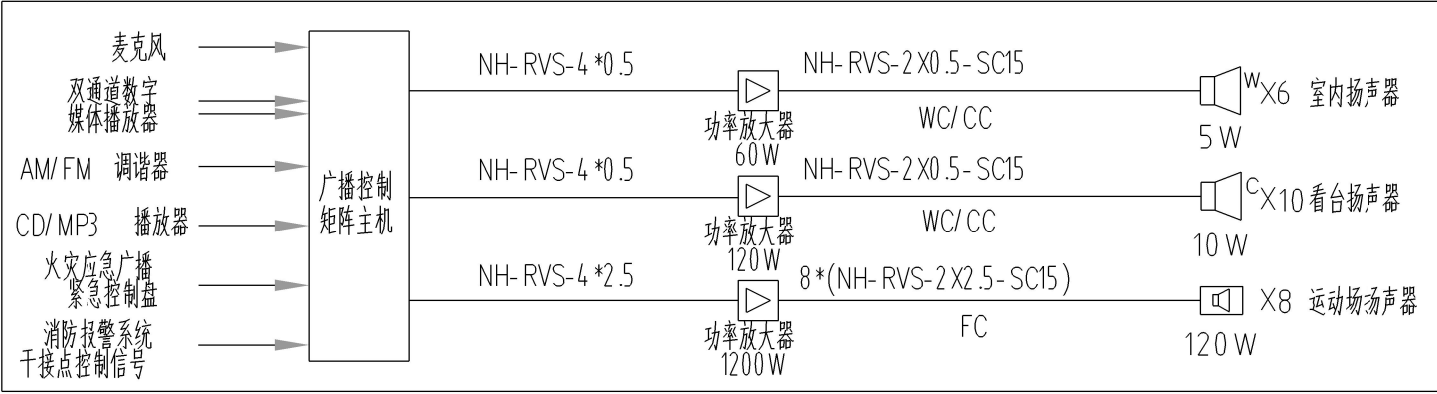 麦克风
双通道数字
媒体播放器
AM/FM 调谐器
CD/MP3 播放器
火灾应急广播
紧急控制盘
消防报警系统
干接点控制信号
广播控制
矩阵主机
NH-RVS-4*0.5
功率放大器
60W
NH-RVS-2X0.5-SC15
WC/CC
W X6 室内扬声器
5W
NH-RVS-4*0.5
功率放大器
120W
NH-RVS-2X0.5-SC15
WC/CC
C X10 看台扬声器
10W
NH-RVS-4*2.5
功率放大器
1200W
8*(NH-RVS-2X2.5-SC15)
FC
X8 运动场扬声器
120W